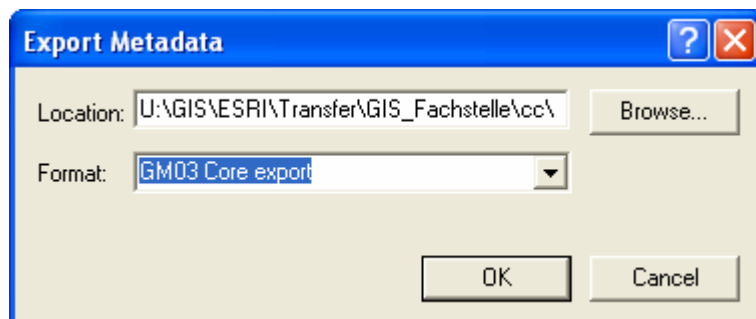 Export Metadata
Location: U:\GIS\ESRI\Transfer\GIS_Fachstelle\cc\ Browse...
Format: GM03 Core export
OK Cancel